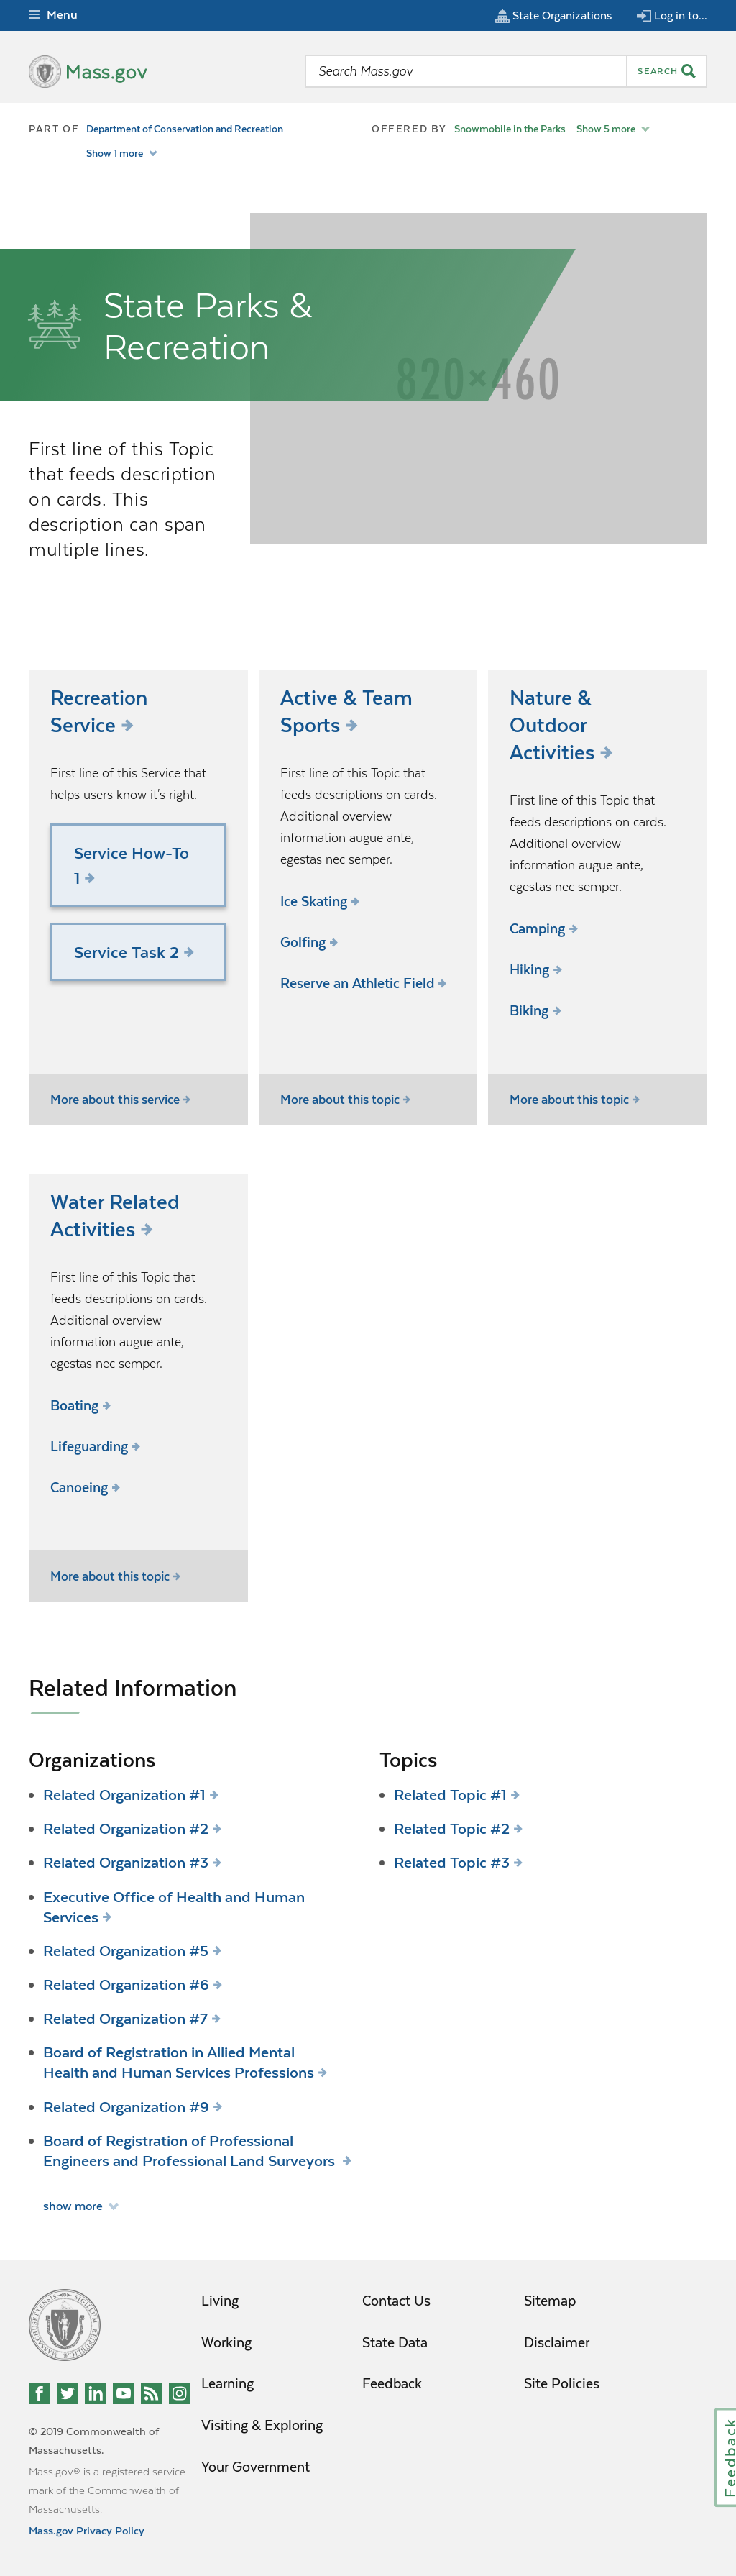 Menu
State Organizations
Log in to...
Mass.gov
Search Mass.gov
SEARCH
PART OF Department of Conservation and Recreation
Show 1 more
OFFERED BY Snowmobile in the Parks Show 5 more
State Parks &
Recreation
820×460
First line of this Topic
that feeds description
on cards. This
description can span
multiple lines.
Recreation
Service
First line of this Service that
helps users know it's right.
Service How-To
1
Service Task 2
More about this service
Active & Team
Sports
First line of this Topic that
feeds descriptions on cards.
Additional overview
information augue ante,
egestas nec semper.
Ice Skating
Golfing
Reserve an Athletic Field
More about this topic
Nature &
Outdoor
Activities
First line of this Topic that
feeds descriptions on cards.
Additional overview
information augue ante,
egestas nec semper.
Camping
Hiking
Biking
More about this topic
Water Related
Activities
First line of this Topic that
feeds descriptions on cards.
Additional overview
information augue ante,
egestas nec semper.
Boating
Lifeguarding
Canoeing
More about this topic
Related Information
Organizations
Related Organization #1
Related Organization #2
Related Organization #3
Executive Office of Health and Human
Services
Related Organization #5
Related Organization #6
Related Organization #7
Board of Registration in Allied Mental
Health and Human Services Professions
Related Organization #9
Board of Registration of Professional
Engineers and Professional Land Surveyors
show more
Topics
Related Topic #1
Related Topic #2
Related Topic #3
Living
Working
Learning
Visiting & Exploring
Your Government
Contact Us
State Data
Feedback
Sitemap
Disclaimer
Site Policies
© 2019 Commonwealth of
Massachusetts.
Mass.gov® is a registered service
mark of the Commonwealth of
Massachusetts.
Mass.gov Privacy Policy
Feedback